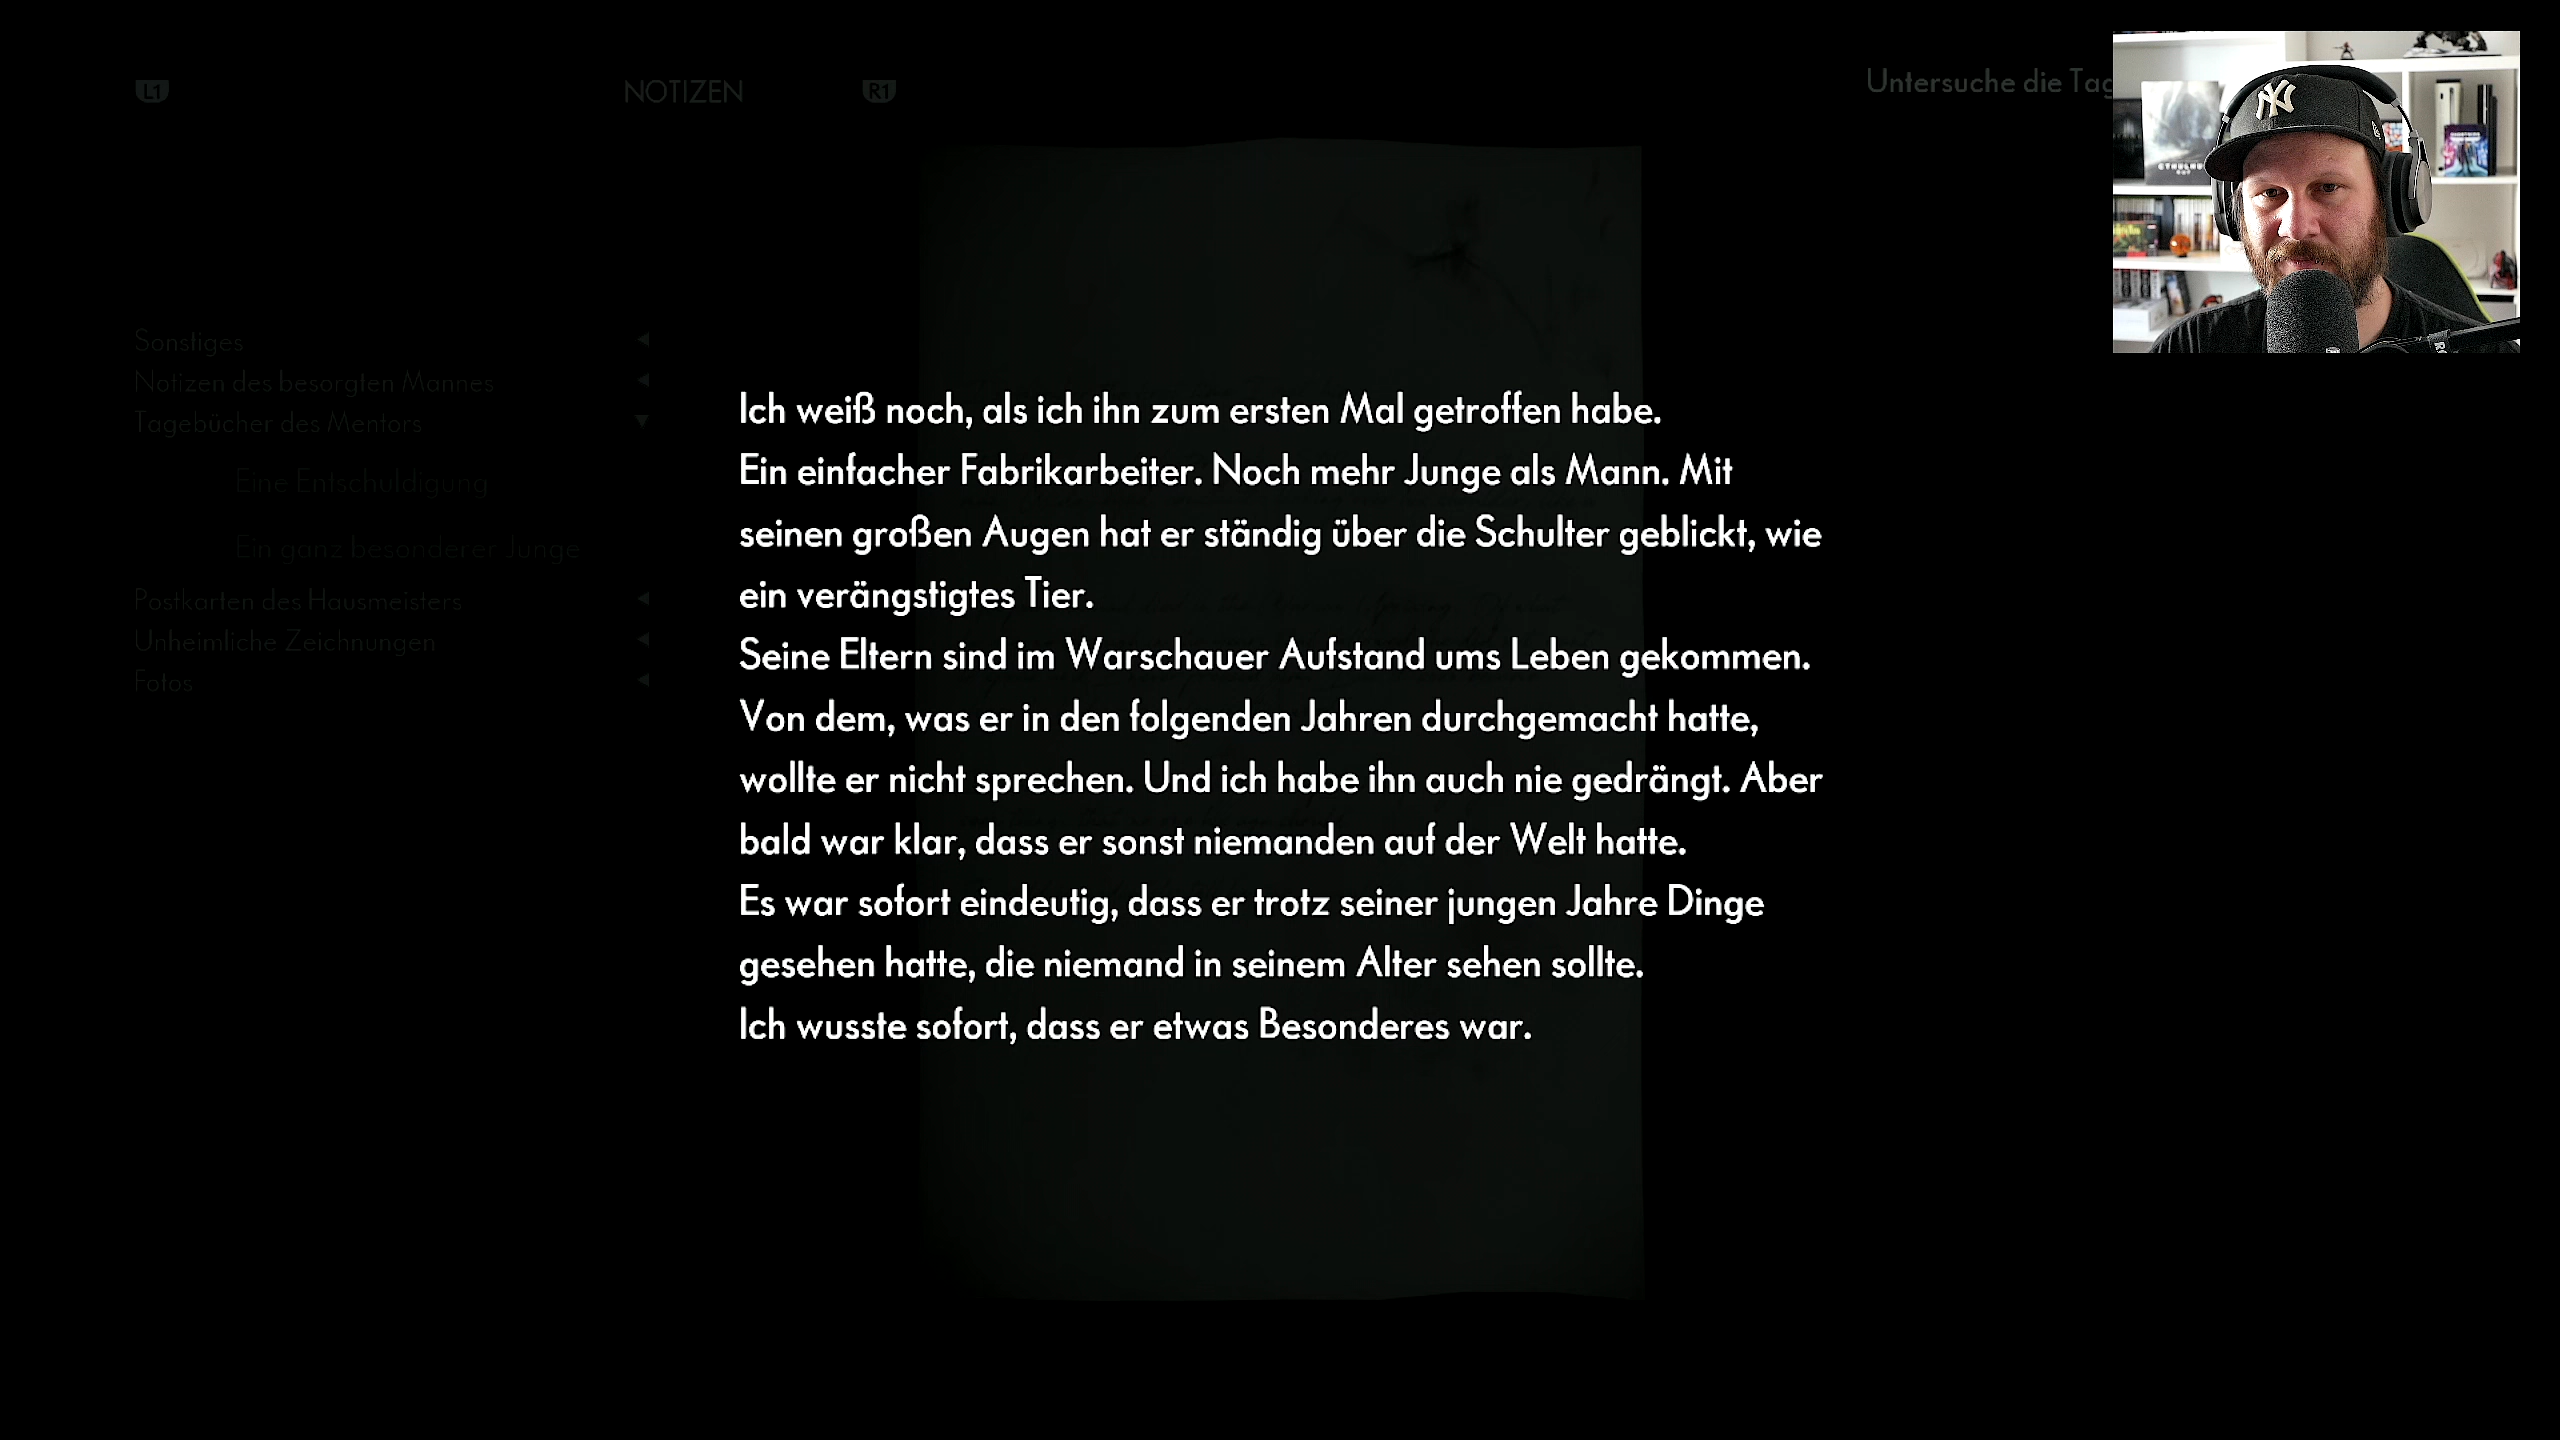 L1
NOTIZEN
R1
Untersuche die Tag
Sonstiges
Notizen des besorgten Mannes
Tagebücher des Mentors
Eine Entschuldigung
Ein ganz besonderer Junge
Postkarten des Hausmeisters
Unheimliche Zeichnungen
Fotos
Ich weiß noch, als ich ihn zum ersten Mal getroffen habe.
Ein einfacher Fabrikarbeiter. Noch mehr Junge als Mann. Mit
seinen großen Augen hat er ständig über die Schulter geblickt, wie
ein verängstigtes Tier.
Seine Eltern sind im Warschauer Aufstand ums Leben gekommen.
Von dem, was er in den folgenden Jahren durchgemacht hatte,
wollte er nicht sprechen. Und ich habe ihn auch nie gedrängt. Aber
bald war klar, dass er sonst niemanden auf der Welt hatte.
Es war sofort eindeutig, dass er trotz seiner jungen Jahre Dinge
gesehen hatte, die niemand in seinem Alter sehen sollte.
Ich wusste sofort, dass er etwas Besonderes war.
NY